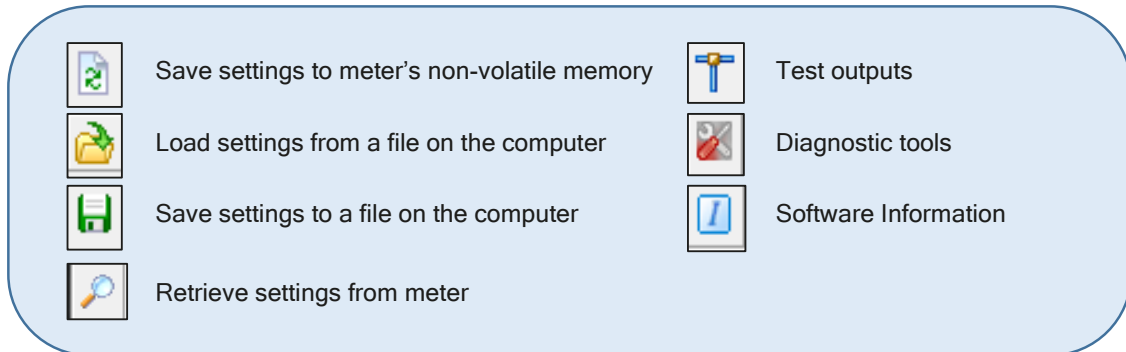 Save settings to meter’s non-volatile memory
Load settings from a file on the computer
Save settings to a file on the computer
Retrieve settings from meter
Test outputs
Diagnostic tools
I
Software Information